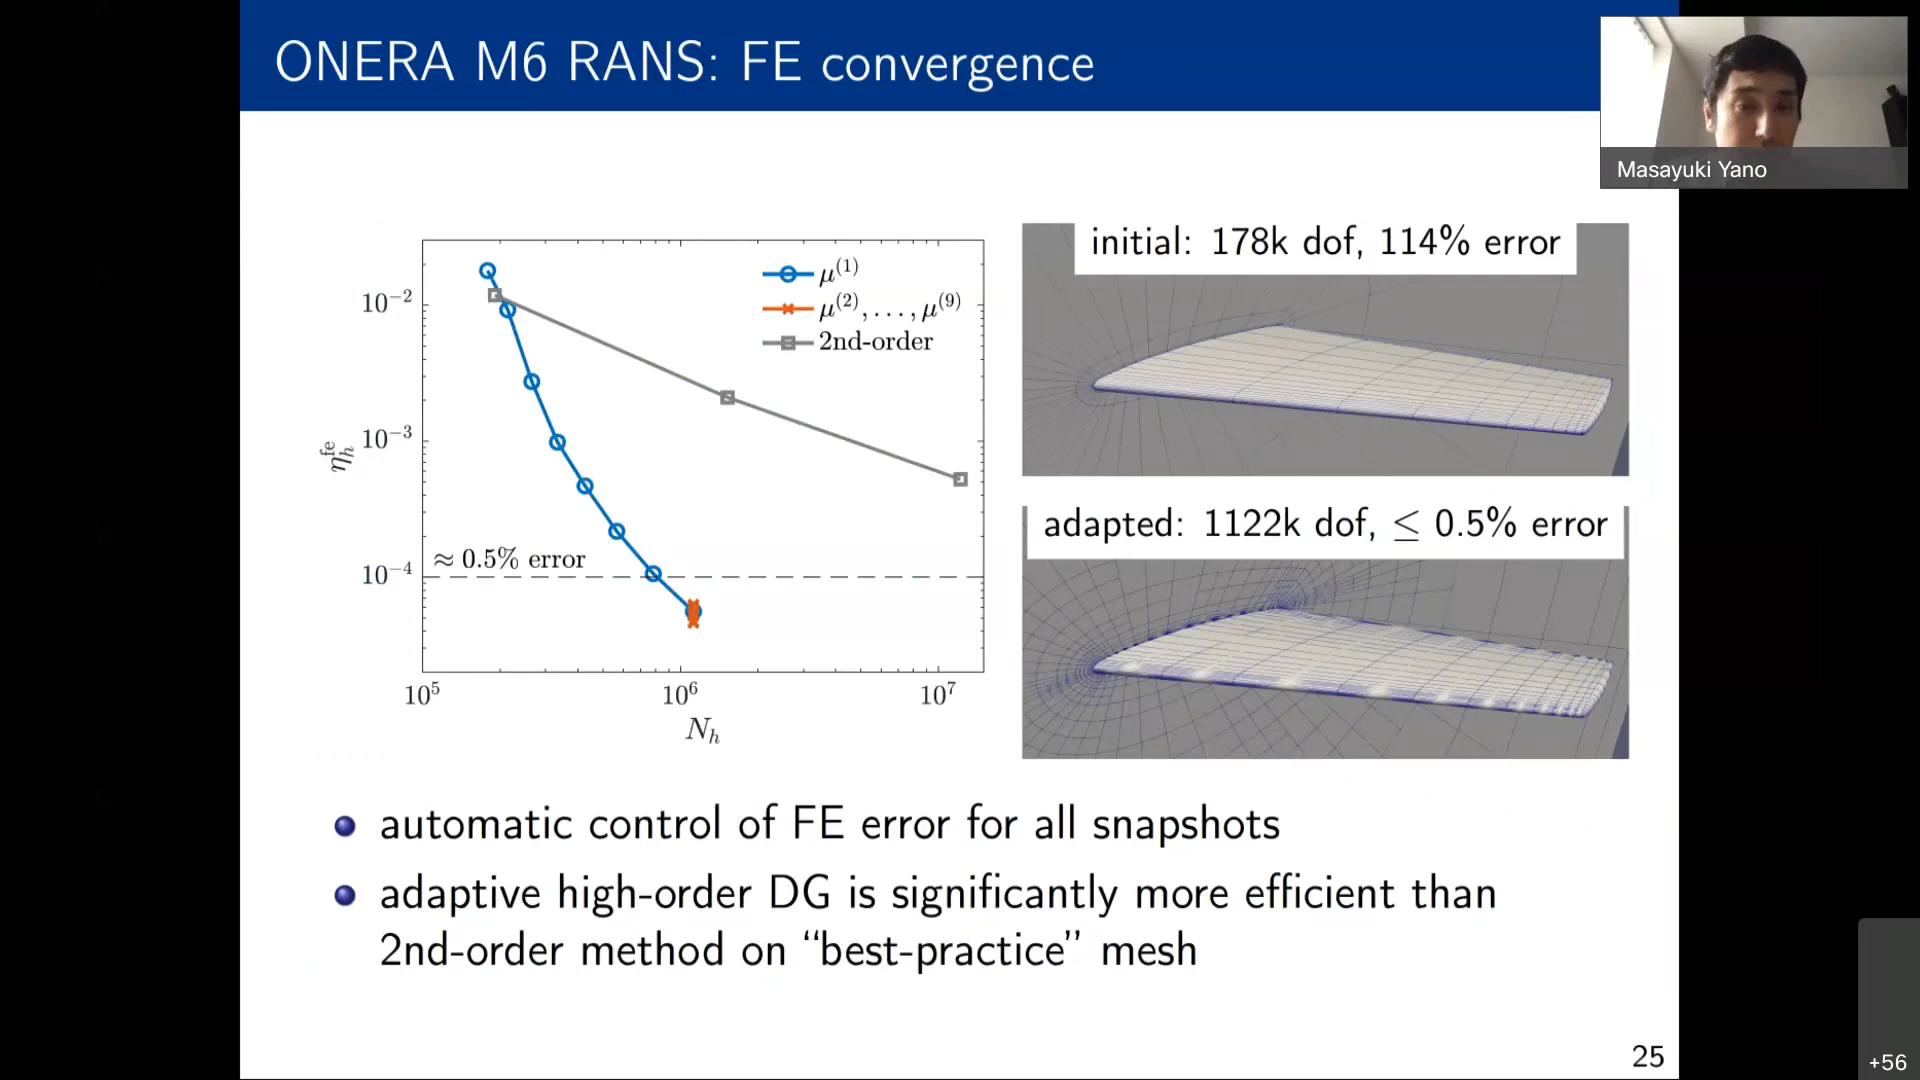 ONERA M6 RANS: FE convergence
Masayuki Yano
initial: 178k dof, 114% error
μ⁽¹⁾
μ⁽²⁾, . . . , μ⁽⁹⁾
2nd-order
10⁻²
10⁻³
10⁻⁴
η_h^fe
≈ 0.5% error
10⁵
10⁶
10⁷
N_h
adapted: 1122k dof, ≤ 0.5% error
automatic control of FE error for all snapshots
adaptive high-order DG is significantly more efficient than
2nd-order method on “best-practice” mesh
25
+56